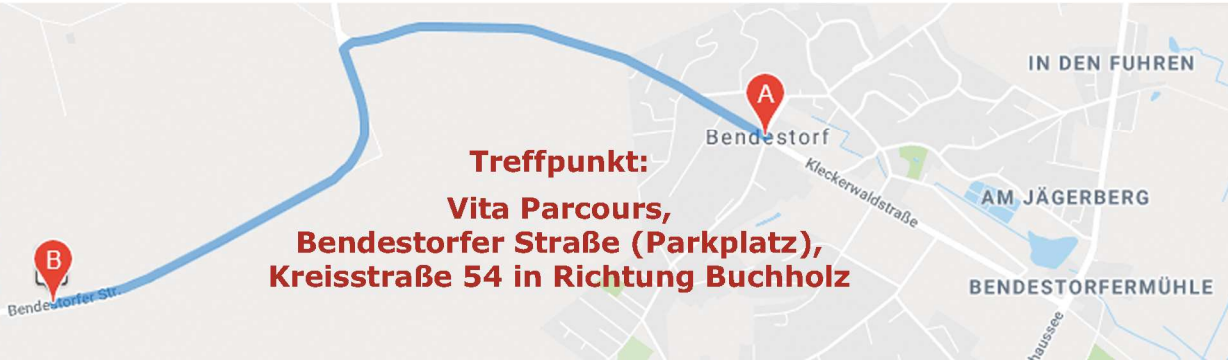 IN DEN FUHREN
A
Bendestorf
Treffpunkt:
Kleckerwaldstraße
Vita Parcours,
AM JÄGERBERG
Bendestorfer Straße (Parkplatz),
B
Kreisstraße 54 in Richtung Buchholz
BENDESTORFERMÜHLE
Bendestorfer Str.